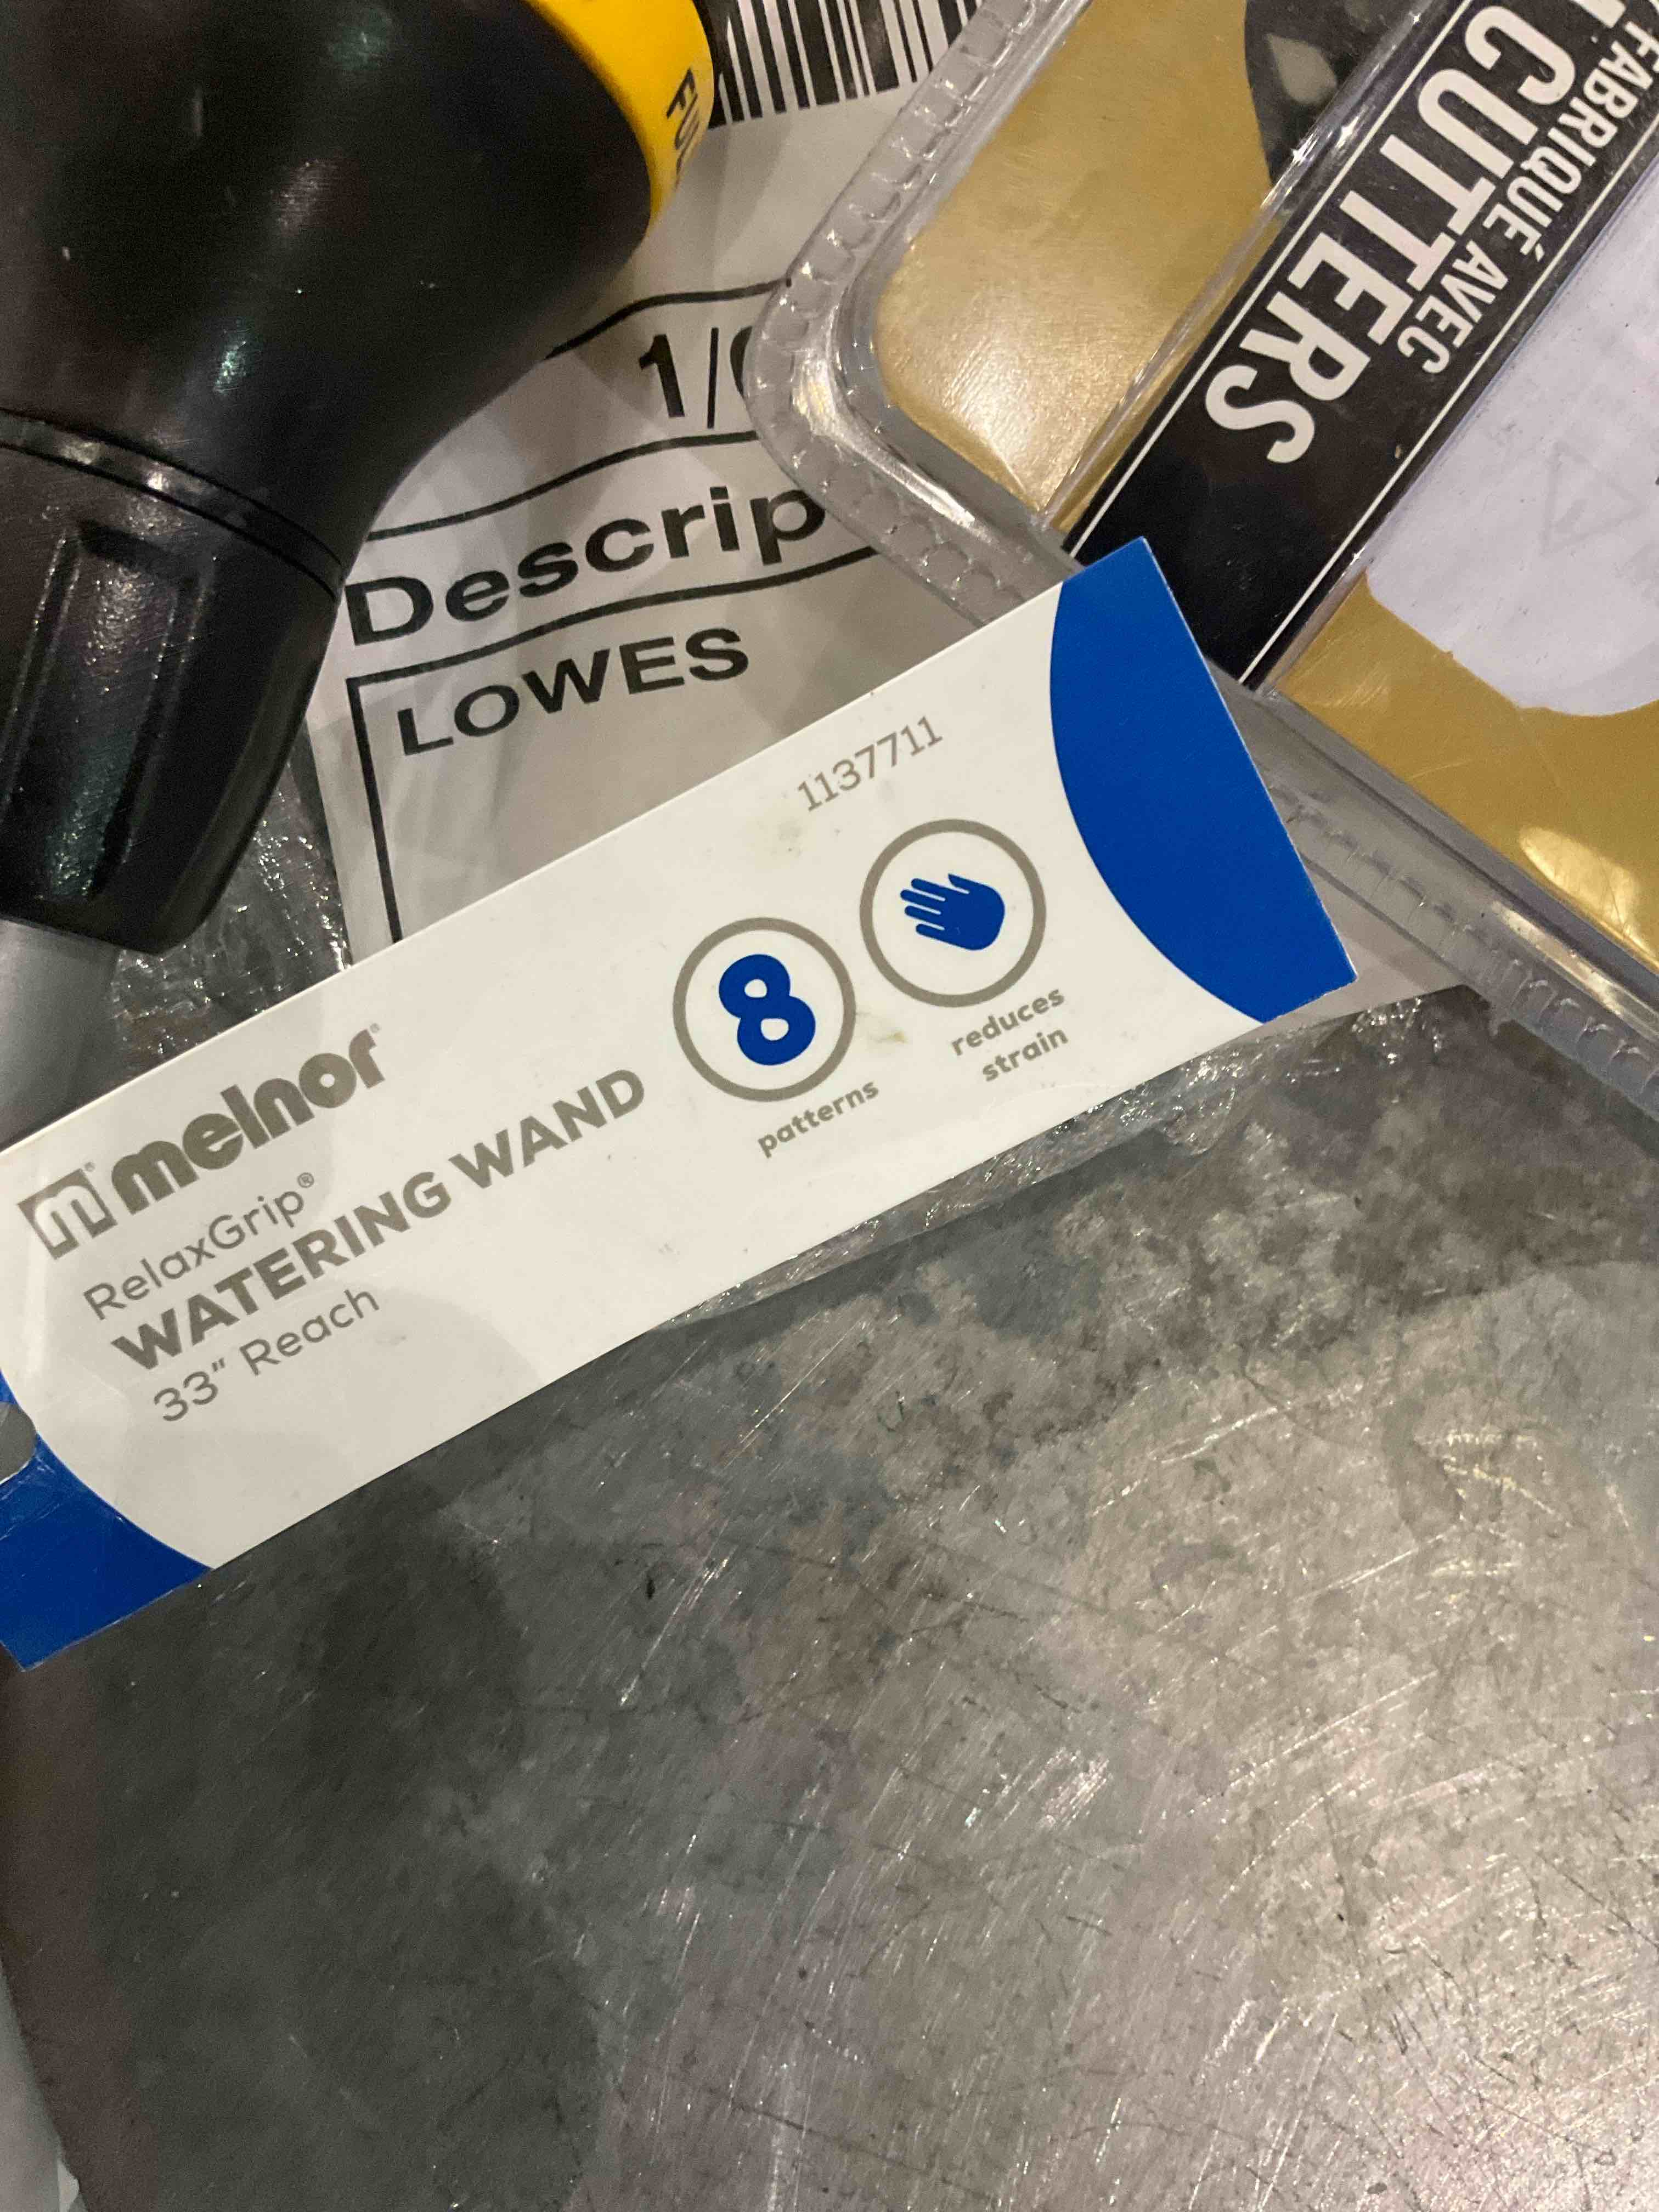 1/
Descrip
LOWES
FABRIQUÉ AVEC
CUTTERS
1137711
melnor®
RelaxGrip®
WATERING WAND
33" Reach
8
patterns
reduces
strain